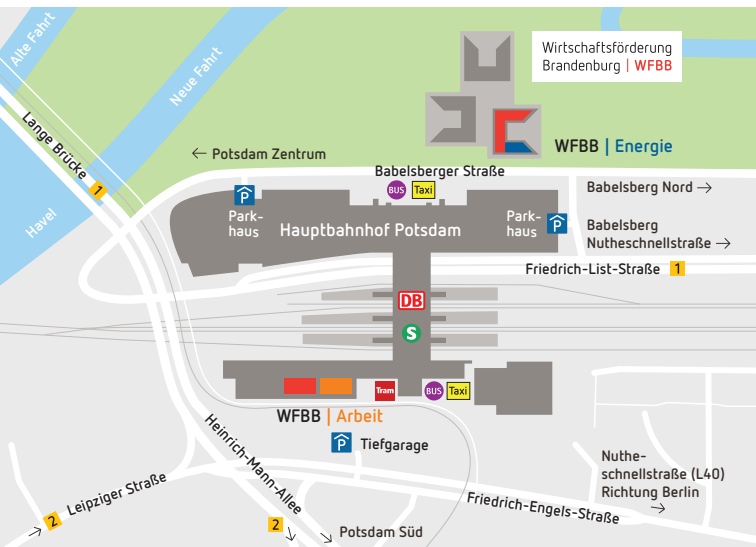 Alte Fahrt
Neue Fahrt
Wirtschaftsförderung
Brandenburg | WFBB
Lange Brücke 1
WFBB | Energie
← Potsdam Zentrum
Babelsberger Straße
BUS Taxi
P
Park-
haus
Hauptbahnhof Potsdam
Park-
haus
P
Babelsberg Nord →
Babelsberg
Nutheschnellstraße →
Havel
Friedrich-List-Straße 1
DB
S
Tram
BUS Taxi
WFBB | Arbeit
P Tiefgarage
Heinrich-Mann-Allee
2
Leipziger Straße
2
Potsdam Süd
Friedrich-Engels-Straße
Nuthe-
schnellstraße (L40)
Richtung Berlin
→